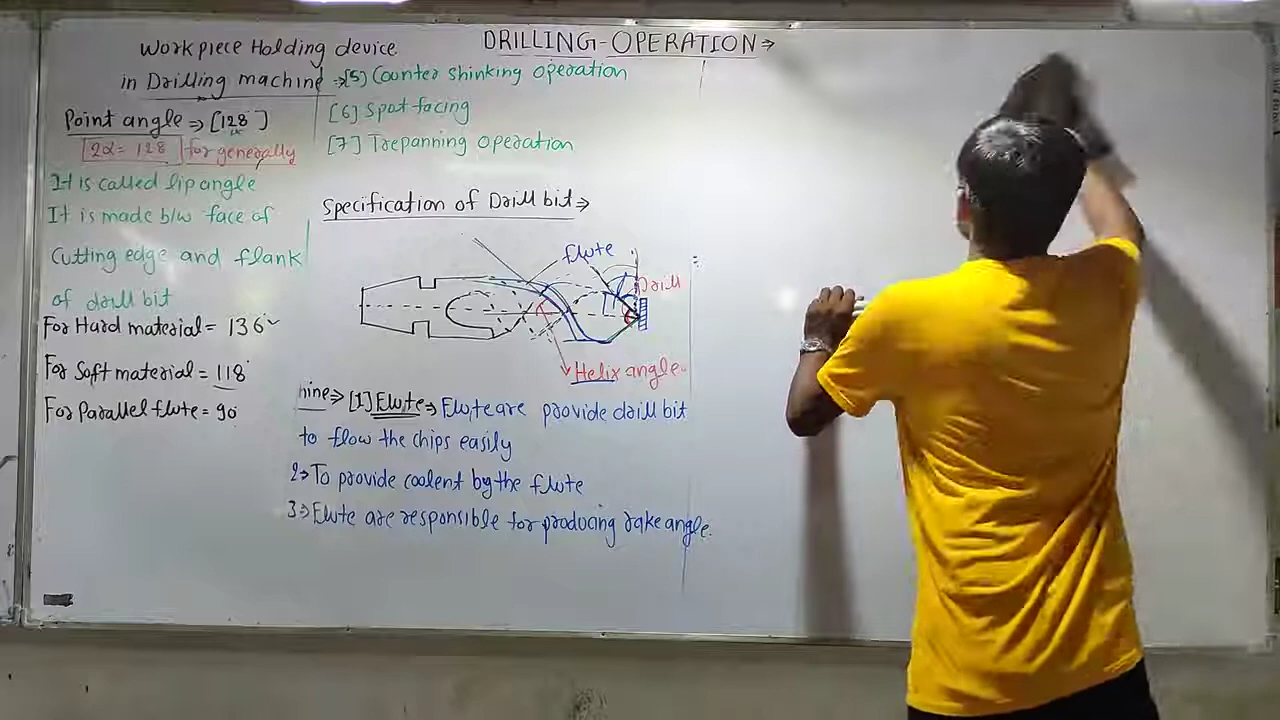 DRILLING-OPERATION⇒
Workpiece Holding device
in Drilling machine ⇒[5] Counter shinking operation
[6] Spot facing
[7] Trepanning operation
Point angle ⇒ [128°]
2α = 128 for generally
It is called lip angle
It is made b/w face of
Cutting edge and flank
of drill bit
For Hard material = 136
For Soft material = 118
For Parallel flute = 90
Specification of Drill bit ⇒
flute
Drill
Helix angle
hine ⇒ [1] Flute ⇒ Flute are provide drill bit
to flow the chips easily
2⇒ To provide coolent by the flute
3⇒ Flute are responsible for producing rake angle.